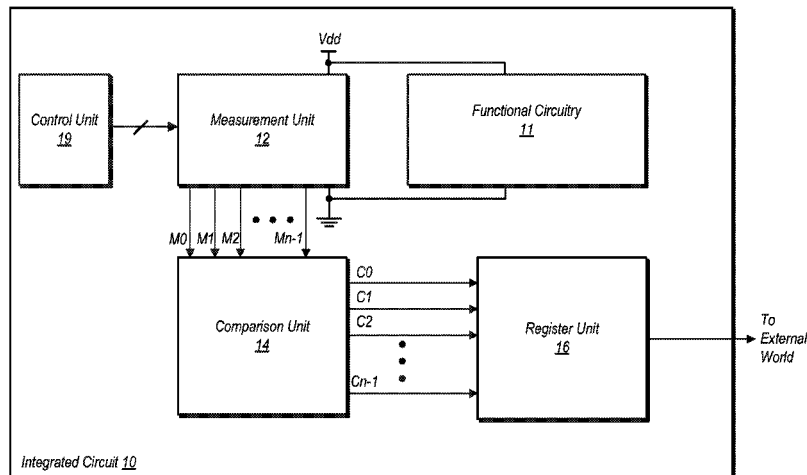 Vdd
Control Unit
19
Measurement Unit
12
Functional Circuitry
11
M0 M1 M2 Mn-1
C0
C1
C2
Cn-1
Comparison Unit
14
Register Unit
16
To
External
World
Integrated Circuit 10